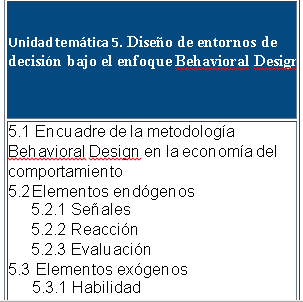 Unidad temática 5. Diseño de entornos de
decisión bajo el enfoque Behavioral Design
5.1 Encuadre de la metodología
Behavioral Design en la economía del
comportamiento
5.2 Elementos endógenos
5.2.1 Señales
5.2.2 Reacción
5.2.3 Evaluación
5.3 Elementos exógenos
5.3.1 Habilidad